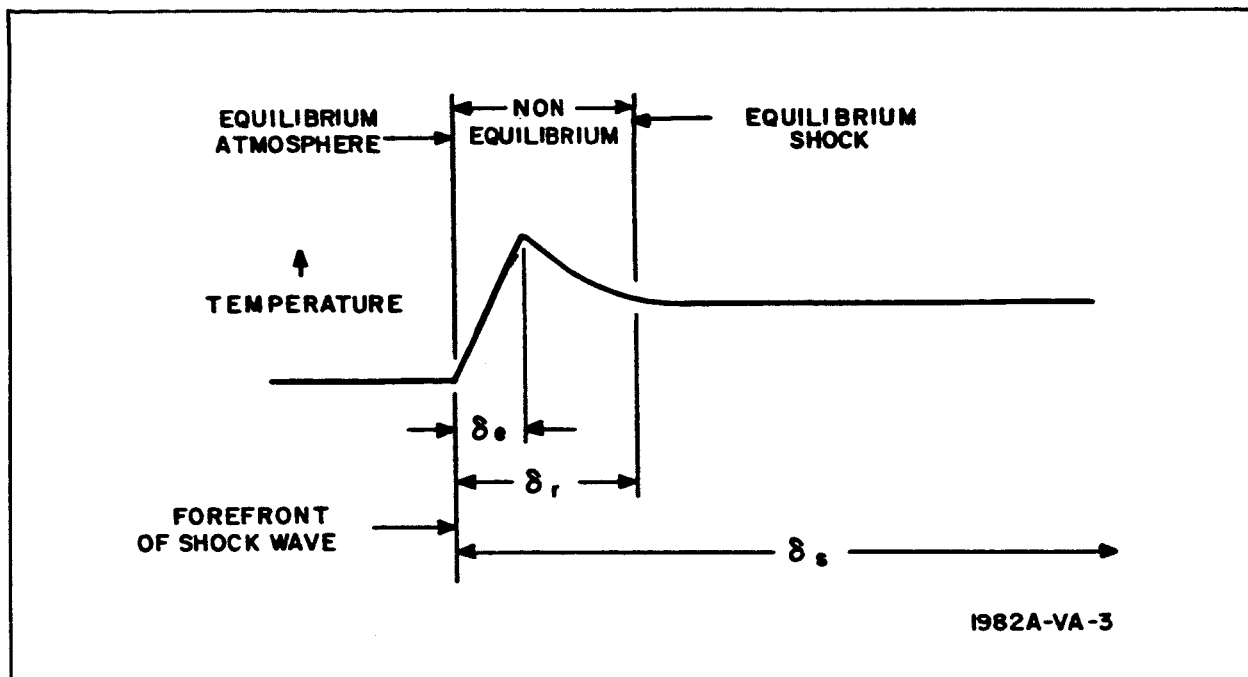 EQUILIBRIUM
ATMOSPHERE
NON
EQUILIBRIUM
EQUILIBRIUM
SHOCK
TEMPERATURE
δe
δr
FOREFRONT
OF SHOCK WAVE
δs
1982A-VA-3